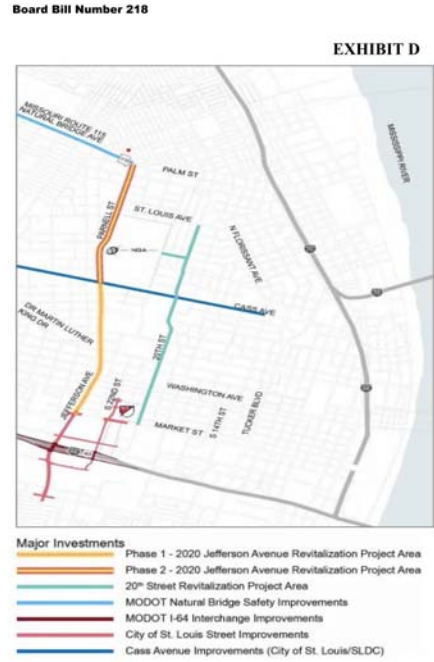 Board Bill Number 218
EXHIBIT D
MISSOURI ROUTE 115
NATURAL BRIDGE AVE
MISSISSIPPI RIVER
PALM ST
PARNELL ST
ST. LOUIS AVE
N FLORISSANT AVE
NGA
CASS AVE
DR MARTIN LUTHER
KING DR
20TH ST
JEFFERSON AVE
S 22ND ST
WASHINGTON AVE
MARKET ST
S 14TH ST
TUCKER BLVD
Major Investments
Phase 1 - 2020 Jefferson Avenue Revitalization Project Area
Phase 2 - 2020 Jefferson Avenue Revitalization Project Area
20th Street Revitalization Project Area
MODOT Natural Bridge Safety Improvements
MODOT I-64 Interchange Improvements
City of St. Louis Street Improvements
Cass Avenue Improvements (City of St. Louis/SLDC)